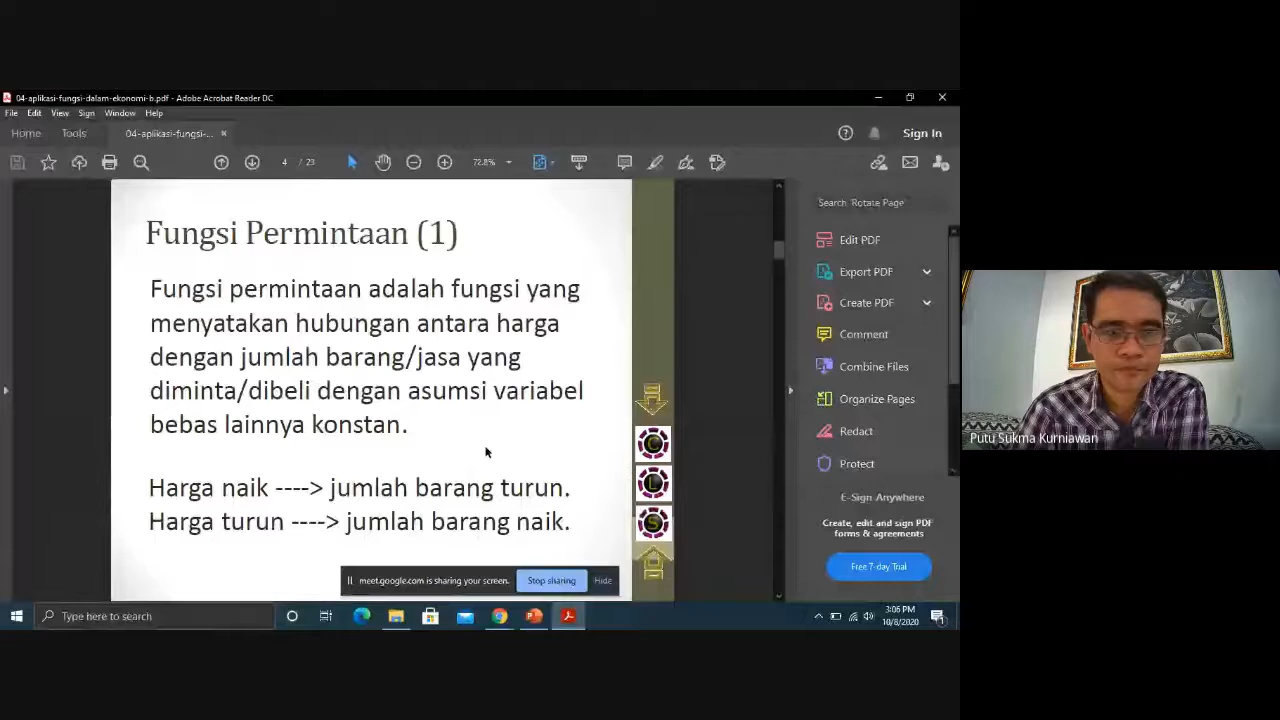 04-aplikasi-fungsi-dalam-ekonomi-b.pdf - Adobe Acrobat Reader DC
File Edit View Sign Window Help
Home Tools 04-aplikasi-fungsi-... × Sign In
4 / 23 72.8%
Fungsi Permintaan (1)
Fungsi permintaan adalah fungsi yang
menyatakan hubungan antara harga
dengan jumlah barang/jasa yang
diminta/dibeli dengan asumsi variabel
bebas lainnya konstan.
Harga naik ----> jumlah barang turun.
Harga turun ----> jumlah barang naik.
C
L
S
Search 'Rotate Page'
Edit PDF
Export PDF
Create PDF
Comment
Combine Files
Organize Pages
Redact
Protect
E-Sign Anywhere
Create, edit and sign PDF
forms & agreements
Free 7-day Trial
meet.google.com is sharing your screen. Stop sharing Hide
Type here to search
3:06 PM
10/8/2020
Putu Sukma Kurniawan